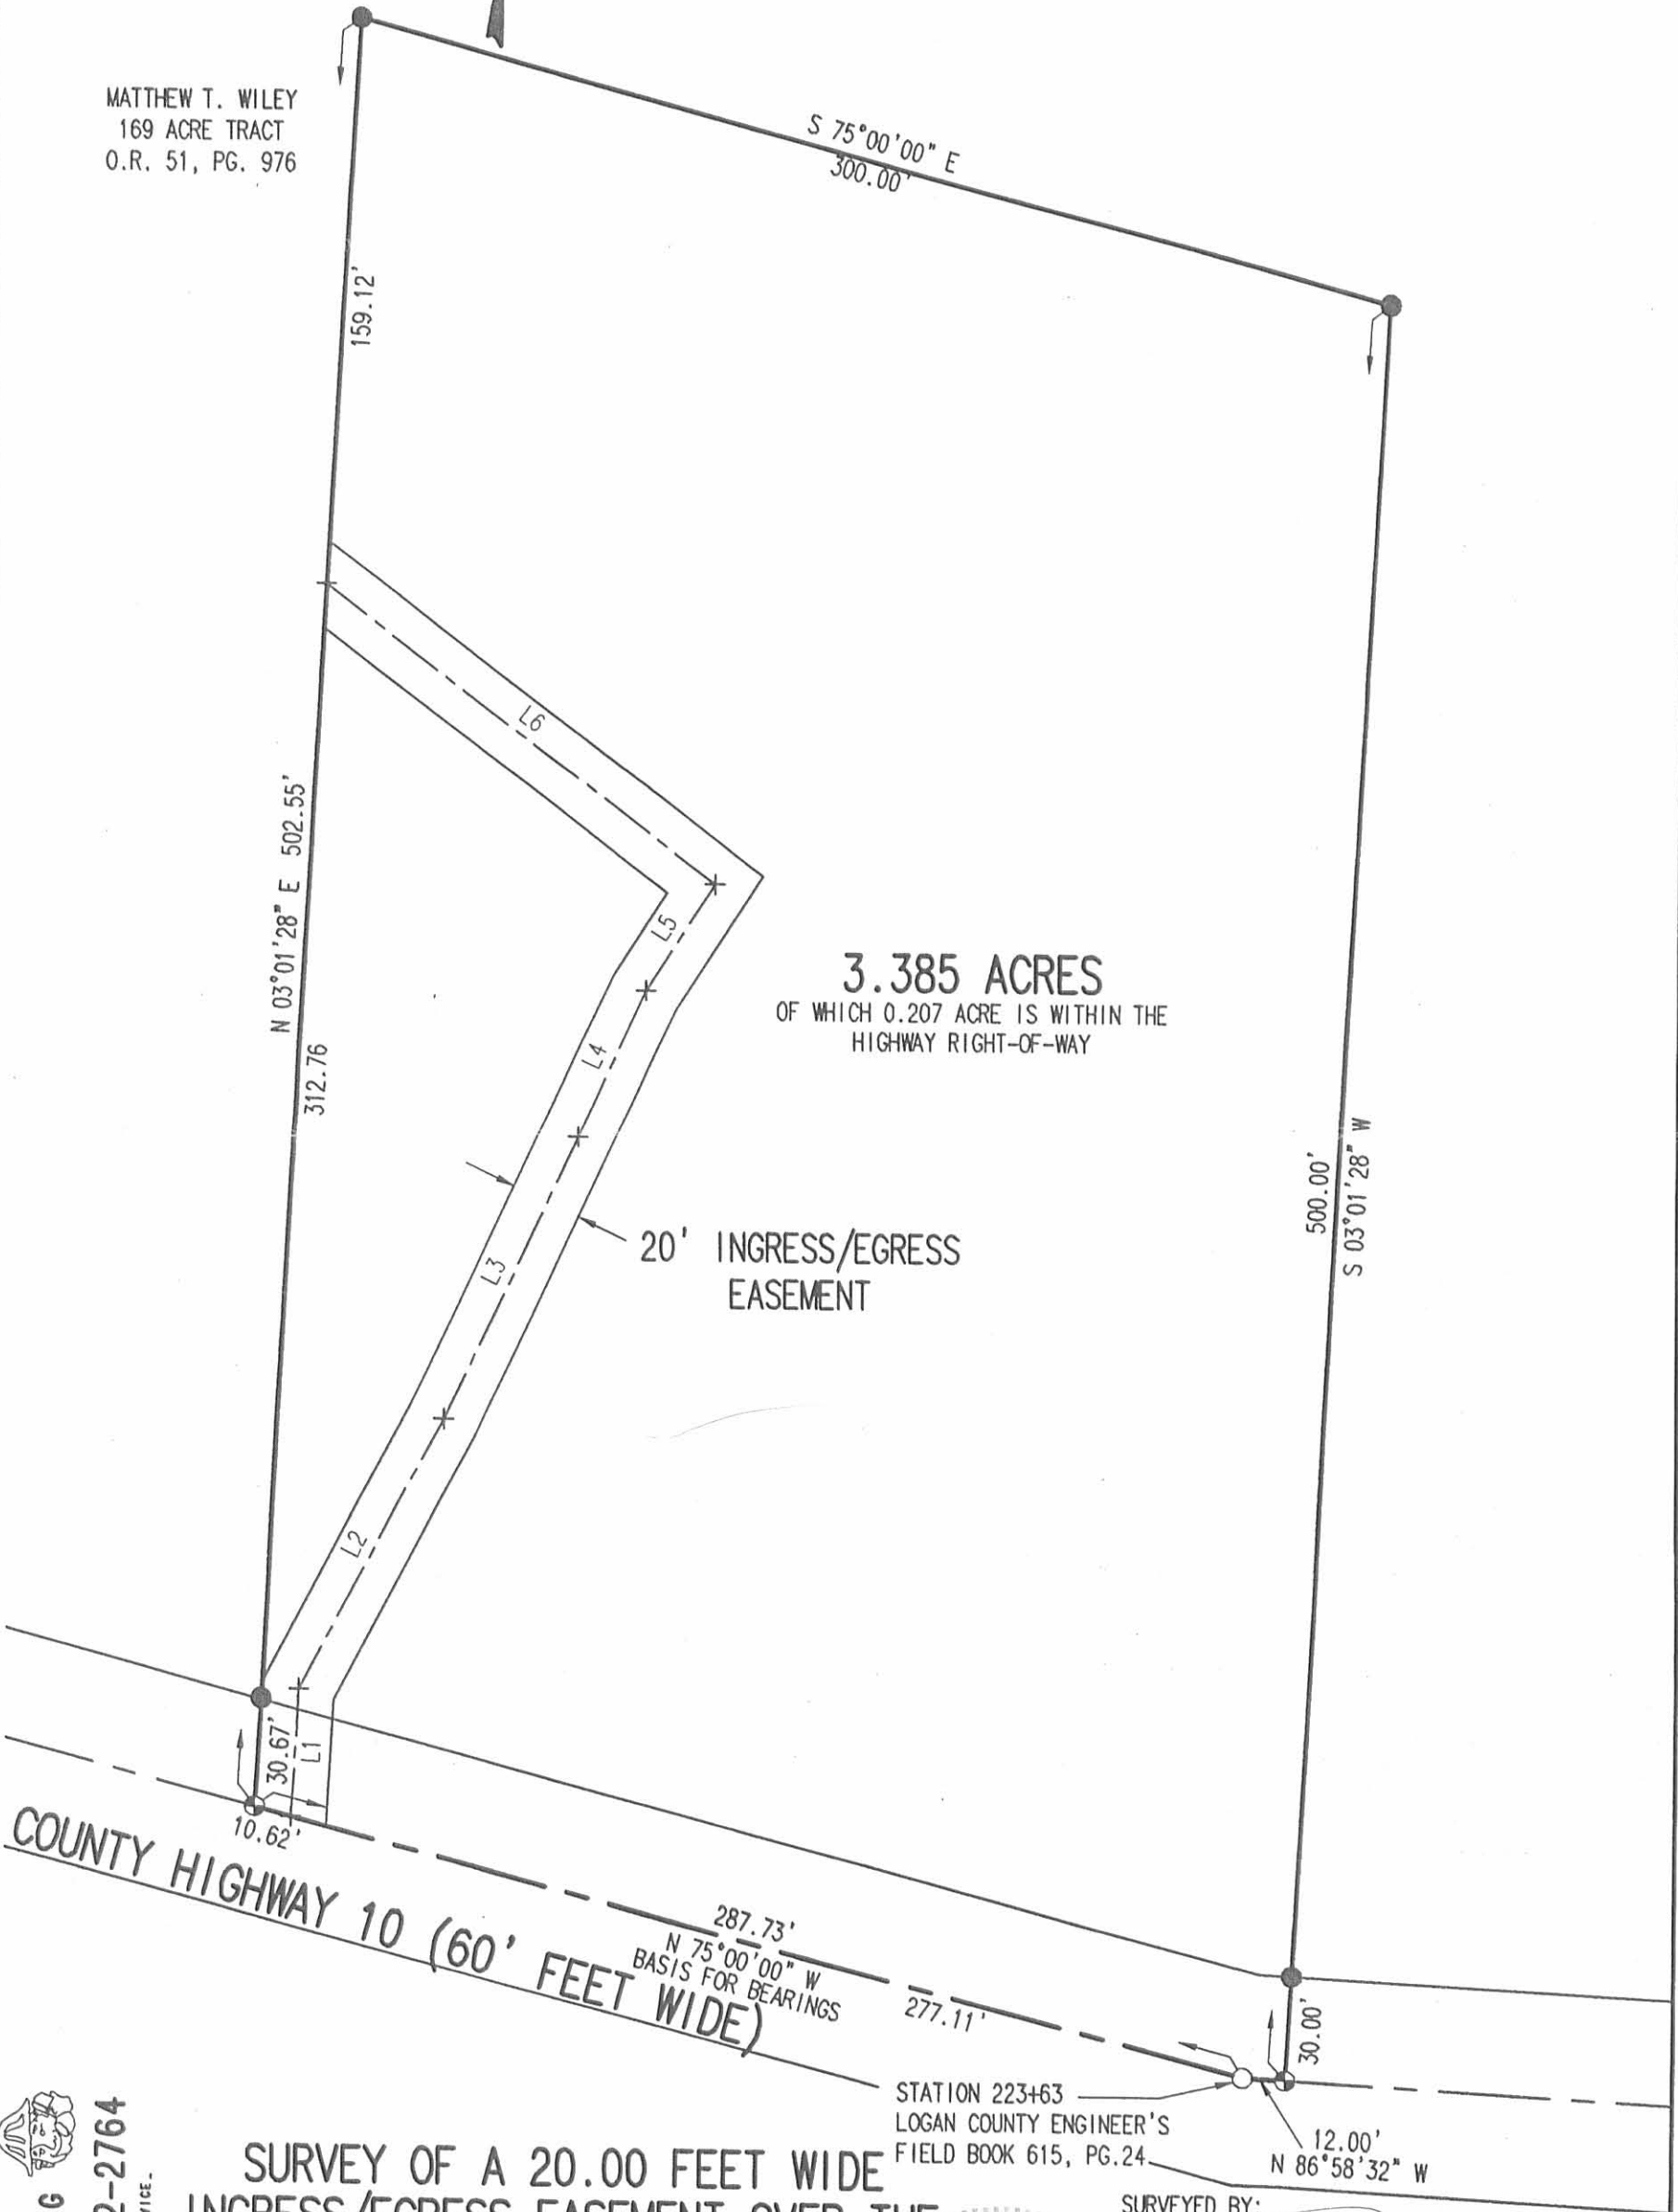 MATTHEW T. WILEY
169 ACRE TRACT
O.R. 51, PG. 976
S 75°00'00" E
300.00'
159.12'
N 03°01'28" E 502.55'
312.76
L6
L5
L4
L3
L2
L1
3.385 ACRES
OF WHICH 0.207 ACRE IS WITHIN THE
HIGHWAY RIGHT-OF-WAY
20' INGRESS/EGRESS
EASEMENT
500.00'
S 03°01'28" W
30.67'
10.62'
COUNTY HIGHWAY 10 (60' FEET WIDE)
287.73'
N 75°00'00" W
BASIS FOR BEARINGS
277.11'
30.00'
STATION 223+63
LOGAN COUNTY ENGINEER'S
FIELD BOOK 615, PG.24
12.00'
N 86°58'32" W
2-2764
SURVEY OF A 20.00 FEET WIDE
INGRESS/EGRESS EASEMENT OVER THE
SURVEYED BY: